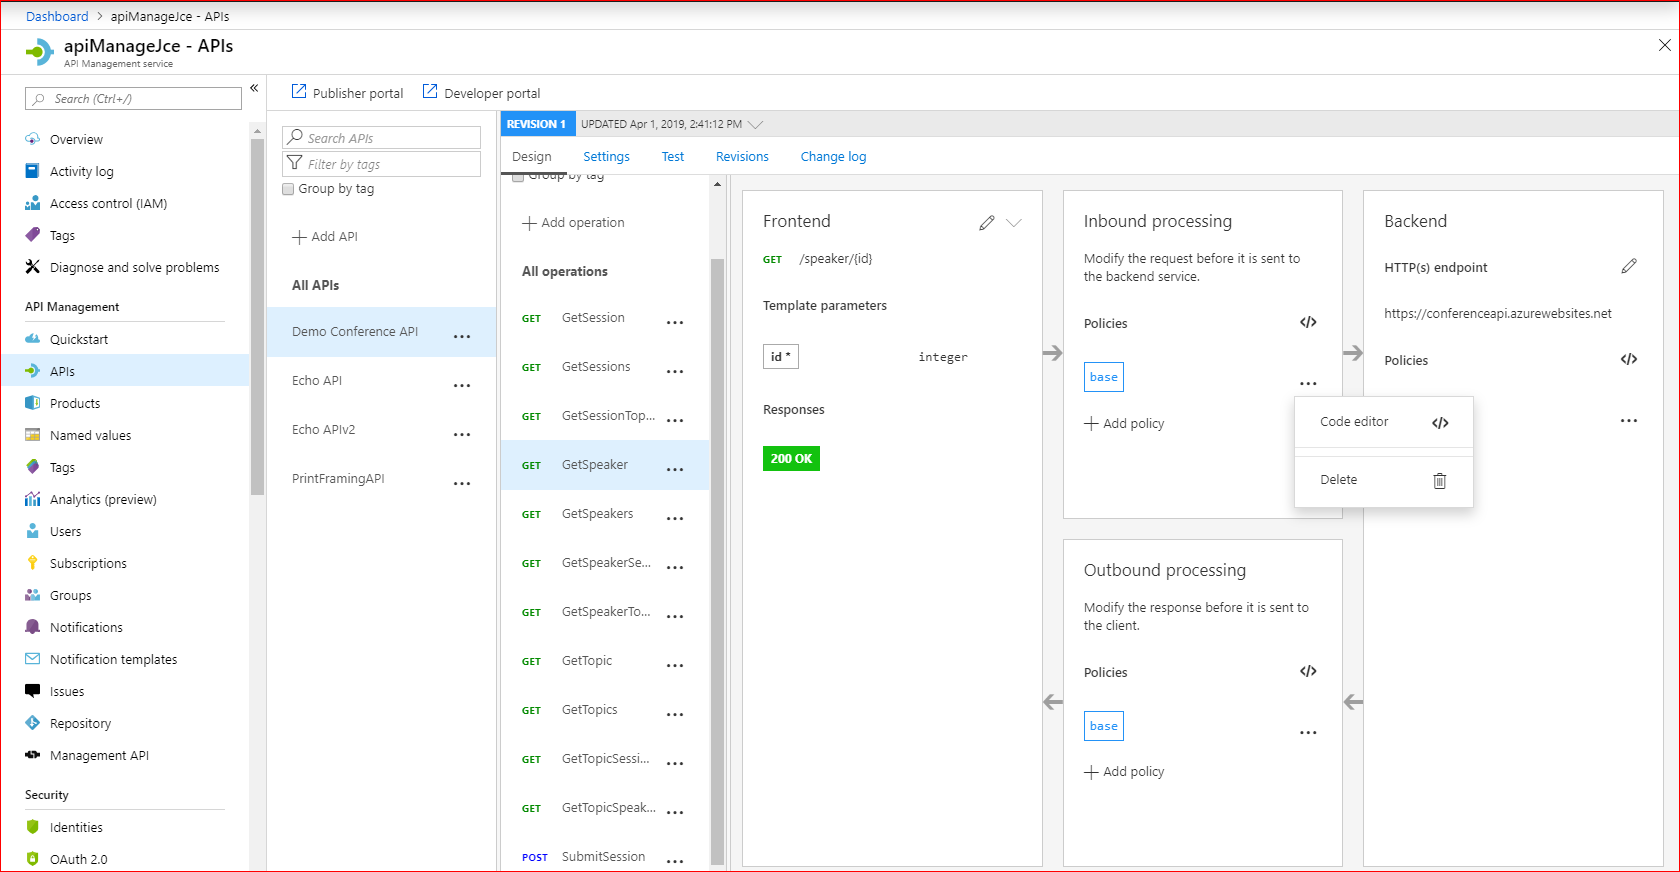 Dashboard > apiManageJce - APIs
apiManageJce - APIs
API Management service
Search (Ctrl+/)
«
Overview
Activity log
Access control (IAM)
Tags
Diagnose and solve problems
API Management
Quickstart
APIs
Products
Named values
Tags
Analytics (preview)
Users
Subscriptions
Groups
Notifications
Notification templates
Issues
Repository
Management API
Security
Identities
OAuth 2.0
Publisher portal
Developer portal
Search APIs
Filter by tags
Group by tag
Add API
All APIs
Demo Conference API ...
Echo API ...
Echo APIv2 ...
PrintFramingAPI ...
REVISION 1 UPDATED Apr 1, 2019, 2:41:12 PM
Design Settings Test Revisions Change log
Group by tag
Add operation
All operations
GET GetSession ...
GET GetSessions ...
GET GetSessionTop... ...
GET GetSpeaker ...
GET GetSpeakers ...
GET GetSpeakerSe... ...
GET GetSpeakerTo... ...
GET GetTopic ...
GET GetTopics ...
GET GetTopicSessi... ...
GET GetTopicSpeak... ...
POST SubmitSession ...
Frontend
GET /speaker/{id}
Template parameters
id * integer
Responses
200 OK
Inbound processing
Modify the request before it is sent to
the backend service.
Policies </>
base ...
Add policy
Code editor </>
Delete
Outbound processing
Modify the response before it is sent to
the client.
Policies </>
base ...
Add policy
Backend
HTTP(s) endpoint
https://conferenceapi.azurewebsites.net
Policies </>
...